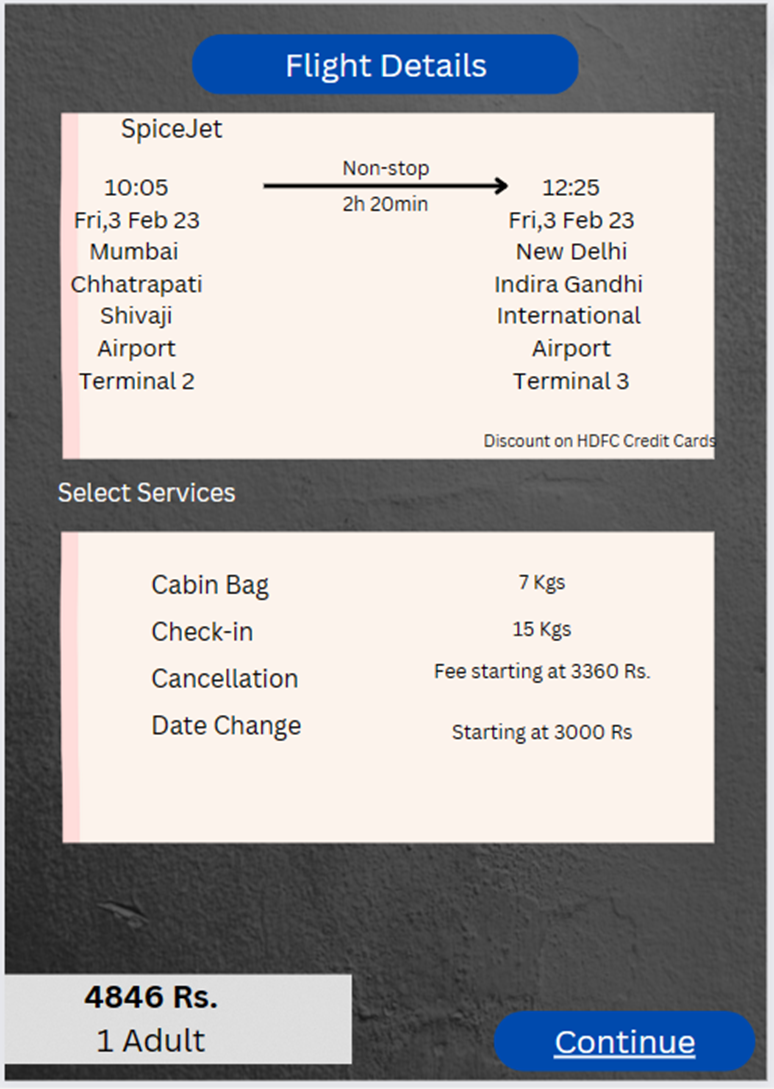 Flight Details
SpiceJet
Non-stop
2h 20min
10:05
Fri,3 Feb 23
Mumbai
Chhatrapati
Shivaji
Airport
Terminal 2
12:25
Fri,3 Feb 23
New Delhi
Indira Gandhi
International
Airport
Terminal 3
Discount on HDFC Credit Cards
Select Services
Cabin Bag 7 Kgs
Check-in 15 Kgs
Cancellation Fee starting at 3360 Rs.
Date Change Starting at 3000 Rs
4846 Rs.
1 Adult
Continue